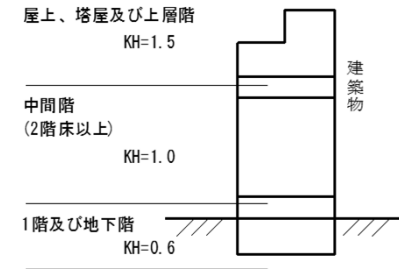 屋上、塔屋及び上層階
KH=1.5
建築物
中間階
(2階床以上)
KH=1.0
1階及び地下階
KH=0.6